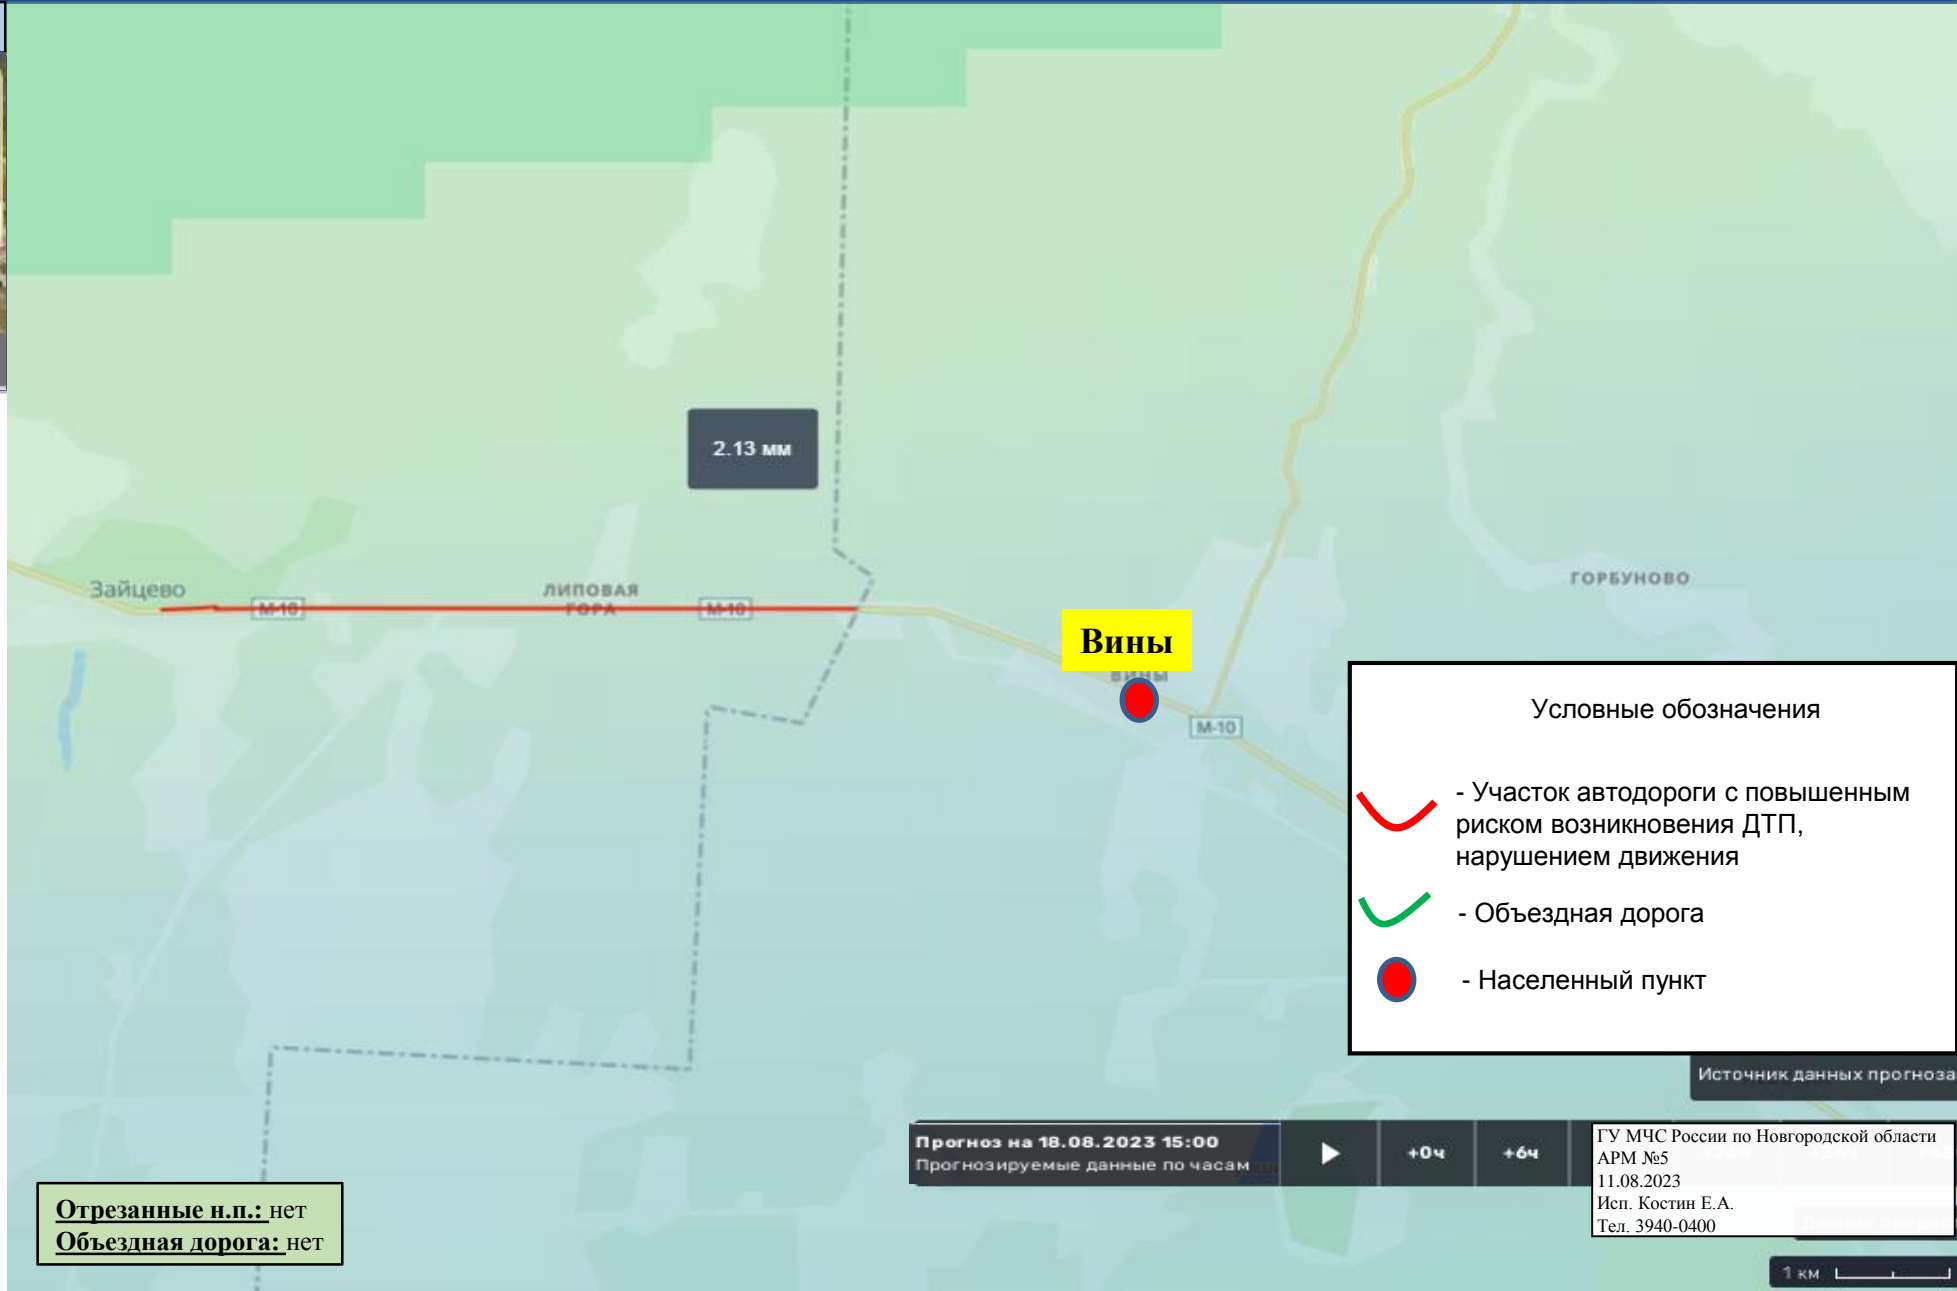 2.13 мм
Зайцево
ЛИПОВАЯ
ГОРА
М-10
М-10
ГОРБУНОВО
Вины
ВИНЫ
М-10
Условные обозначения
- Участок автодороги с повышенным
риском возникновения ДТП,
нарушением движения
- Объездная дорога
- Населенный пункт
Источник данных прогноза
Прогноз на 18.08.2023 15:00
Прогнозируемые данные по часам
+0ч
+6ч
ГУ МЧС России по Новгородской области
АРМ №5
11.08.2023
Исп. Костин Е.А.
Тел. 3940-0400
Отрезанные н.п.: нет
Объездная дорога: нет
1 км